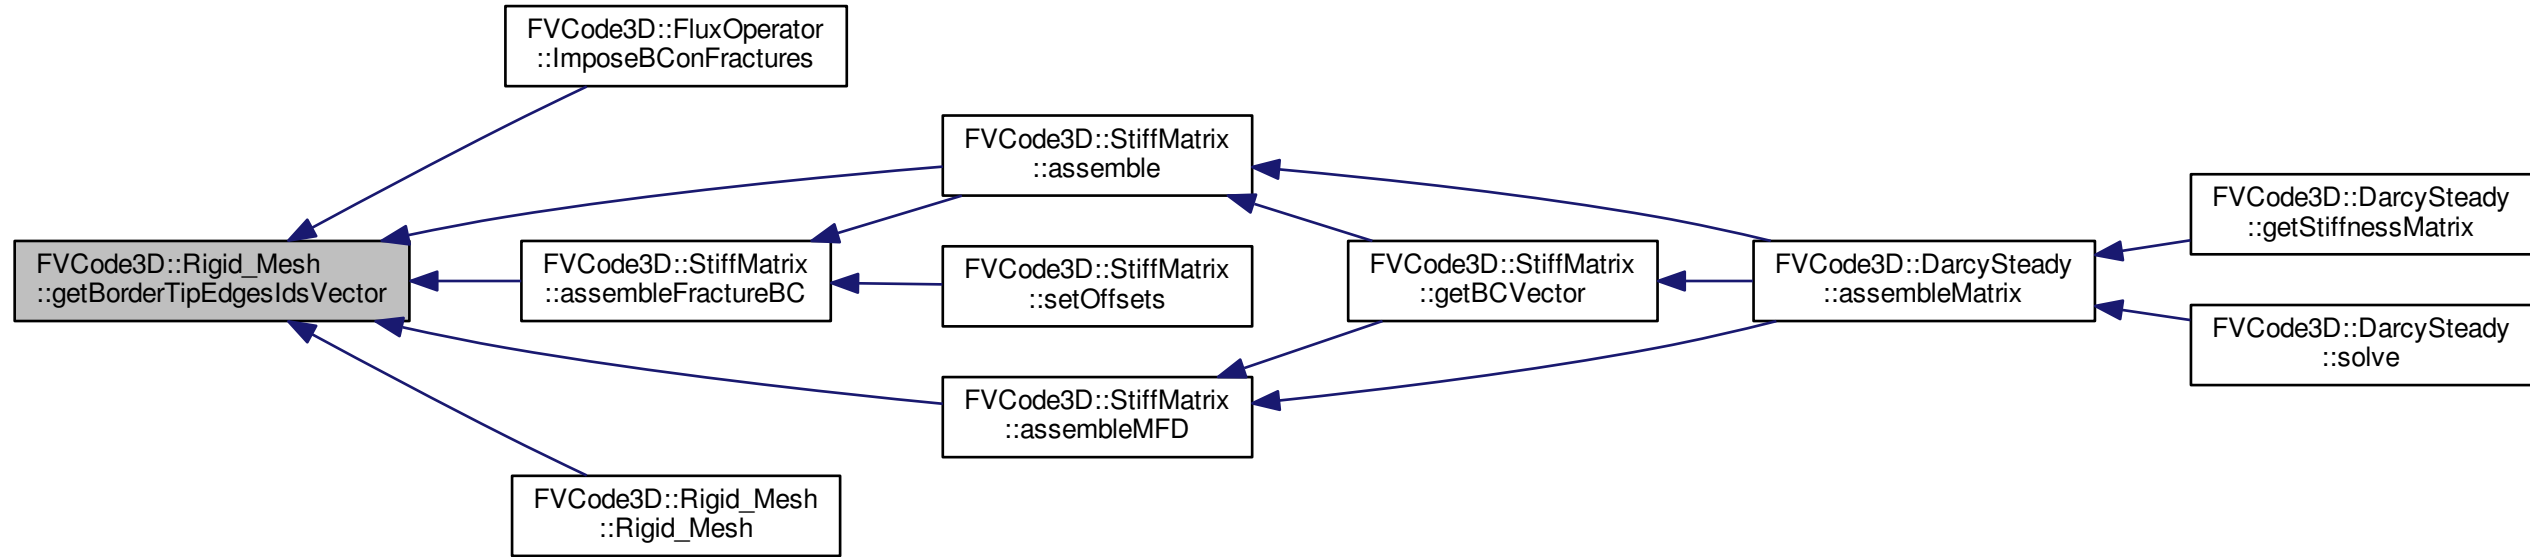 FVCode3D::FluxOperator
::ImposeBConFractures
FVCode3D::StiffMatrix
::assemble
FVCode3D::DarcySteady
::getStiffnessMatrix
FVCode3D::Rigid_Mesh
::getBorderTipEdgesIdsVector
FVCode3D::StiffMatrix
::assembleFractureBC
FVCode3D::StiffMatrix
::setOffsets
FVCode3D::StiffMatrix
::getBCVector
FVCode3D::DarcySteady
::assembleMatrix
FVCode3D::DarcySteady
::solve
FVCode3D::StiffMatrix
::assembleMFD
FVCode3D::Rigid_Mesh
::Rigid_Mesh